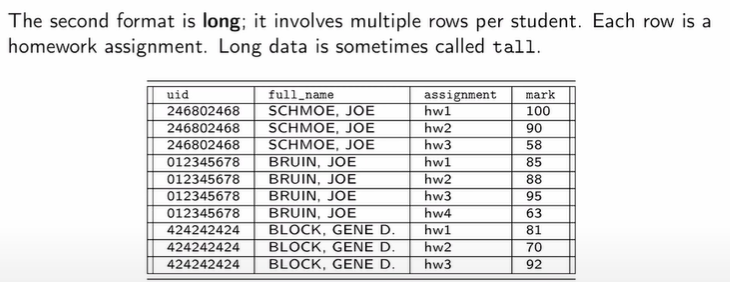 The second format is long; it involves multiple rows per student. Each row is a
homework assignment. Long data is sometimes called tall.
uid full_name assignment mark
246802468 SCHMOE, JOE hw1 100
246802468 SCHMOE, JOE hw2 90
246802468 SCHMOE, JOE hw3 58
012345678 BRUIN, JOE hw1 85
012345678 BRUIN, JOE hw2 88
012345678 BRUIN, JOE hw3 95
012345678 BRUIN, JOE hw4 63
424242424 BLOCK, GENE D. hw1 81
424242424 BLOCK, GENE D. hw2 70
424242424 BLOCK, GENE D. hw3 92